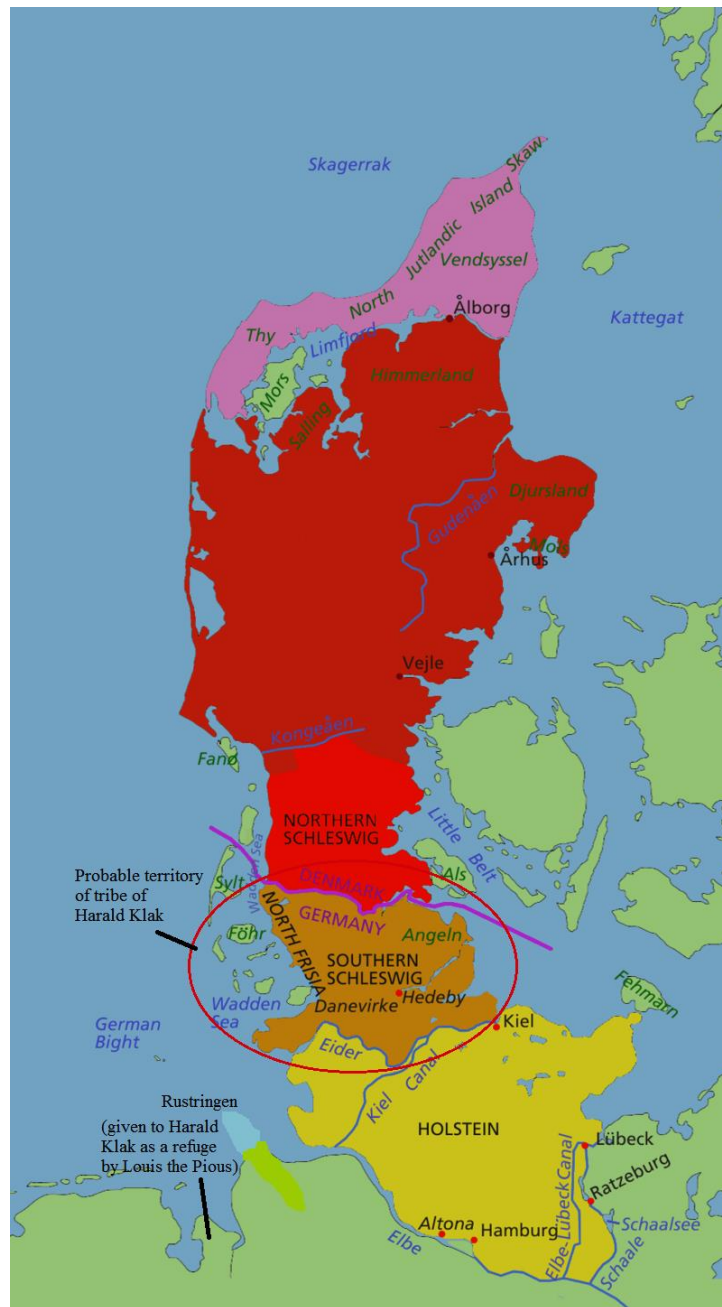 Skagerrak
Skaw
Island
Jutlandic
Vendsyssel
North
Ålborg
Kattegat
Thy
Limfjord
Himmerland
Mors
Salling
Djursland
Gudenåen
Mols
Århus
Vejle
Kongeåen
Fanø
NORTHERN
SCHLESWIG
Little
Belt
Wadden Sea
Probable territory
of tribe of
Harald Klak
Sylt
Als
DENMARK
GERMANY
NORTH FRISIA
Föhr
Angeln
SOUTHERN
SCHLESWIG
Hedeby
Danevirke
Fehmarn
Wadden
Sea
German
Bight
Kiel
Eider
Kiel Canal
Rustringen
(given to Harald
Klak as a refuge
by Louis the Pious)
HOLSTEIN
Lübeck
Elbe-Lübeck Canal
Ratzeburg
Schaalsee
Schaale
Altona
Hamburg
Elbe